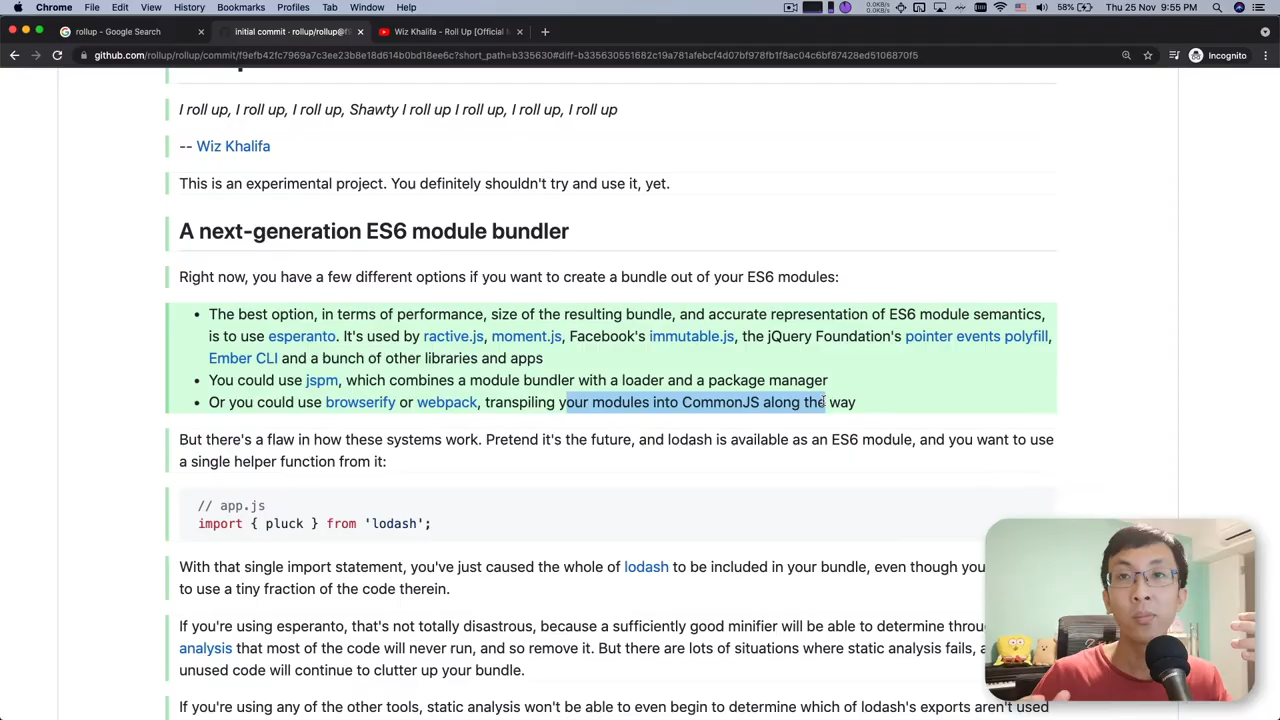 Chrome File Edit View History Bookmarks Profiles Tab Window Help 0.0KB/s 0.0KB/s 58% Thu 25 Nov 9:55 PM
rollup - Google Search initial commit · rollup/rollup@f Wiz Khalifa - Roll Up [Official M
github.com/rollup/rollup/commit/f9efb42fc7969a7c3ee23b8e18d614b0bd18ee6c?short_path=b335630#diff-b335630551682c19a781afebcf4d07bf978fb1f8ac04c6bf87428ed5106870f5 Incognito
I roll up, I roll up, I roll up, Shawty I roll up I roll up, I roll up, I roll up
-- Wiz Khalifa
This is an experimental project. You definitely shouldn't try and use it, yet.
A next-generation ES6 module bundler
Right now, you have a few different options if you want to create a bundle out of your ES6 modules:
• The best option, in terms of performance, size of the resulting bundle, and accurate representation of ES6 module semantics,
is to use esperanto. It's used by ractive.js, moment.js, Facebook's immutable.js, the jQuery Foundation's pointer events polyfill,
Ember CLI and a bunch of other libraries and apps
• You could use jspm, which combines a module bundler with a loader and a package manager
• Or you could use browserify or webpack, transpiling your modules into CommonJS along the way
But there's a flaw in how these systems work. Pretend it's the future, and lodash is available as an ES6 module, and you want to use
a single helper function from it:
// app.js
import { pluck } from 'lodash';
With that single import statement, you've just caused the whole of lodash to be included in your bundle, even though you
to use a tiny fraction of the code therein.
If you're using esperanto, that's not totally disastrous, because a sufficiently good minifier will be able to determine throu
analysis that most of the code will never run, and so remove it. But there are lots of situations where static analysis fails, a
unused code will continue to clutter up your bundle.
If you're using any of the other tools, static analysis won't be able to even begin to determine which of lodash's exports aren't used